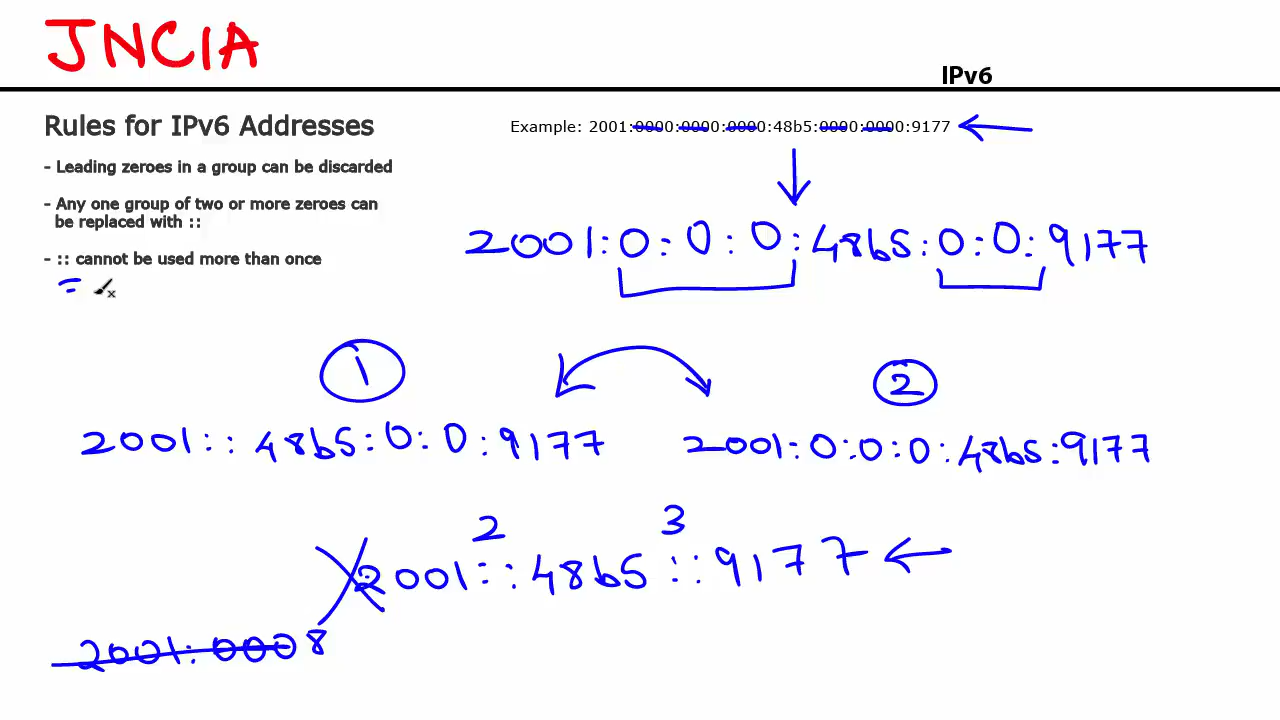 JNCIA
IPv6
Rules for IPv6 Addresses
Example: 2001:0000:0000:0000:48b5:0000:0000:9177
- Leading zeroes in a group can be discarded
- Any one group of two or more zeroes can
be replaced with ::
- :: cannot be used more than once
2001:0:0:0:48b5:0:0:9177
1
2
2001::48b5:0:0:9177
2001:0:0:0:48b5:9177
2 3
2001::48b5::9177
2001:0008